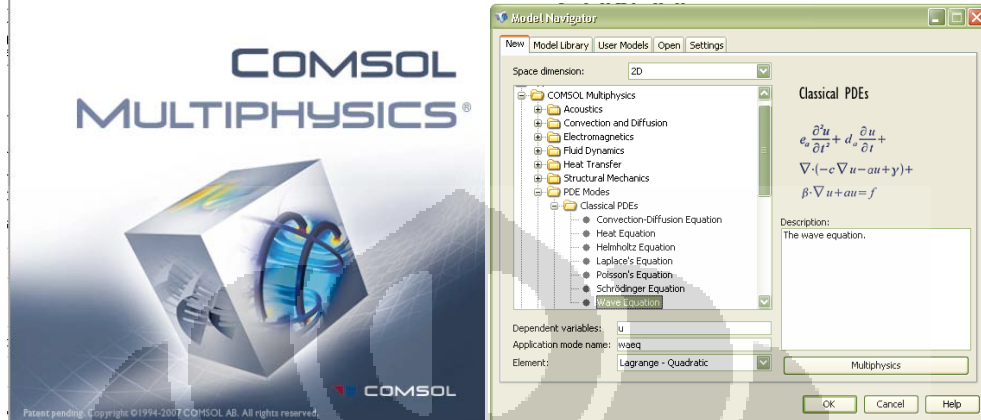 COMSOL
MULTIPHYSICS®
COMSOL
Patent pending. Copyright ©1994-2007 COMSOL AB. All rights reserved.
Model Navigator
New Model Library User Models Open Settings
Space dimension: 2D
COMSOL Multiphysics
Acoustics
Convection and Diffusion
Electromagnetics
Fluid Dynamics
Heat Transfer
Structural Mechanics
PDE Modes
Classical PDEs
Convection-Diffusion Equation
Heat Equation
Helmholtz Equation
Laplace's Equation
Poisson's Equation
Schrödinger Equation
Wave Equation
Dependent variables: u
Application mode name: waeq
Element: Lagrange - Quadratic
Classical PDEs
eₐ ∂²u/∂t² + dₐ ∂u/∂t +
∇·(-c∇u-αu+γ)+
β·∇u+au=f
Description:
The wave equation.
Multiphysics
OK Cancel Help